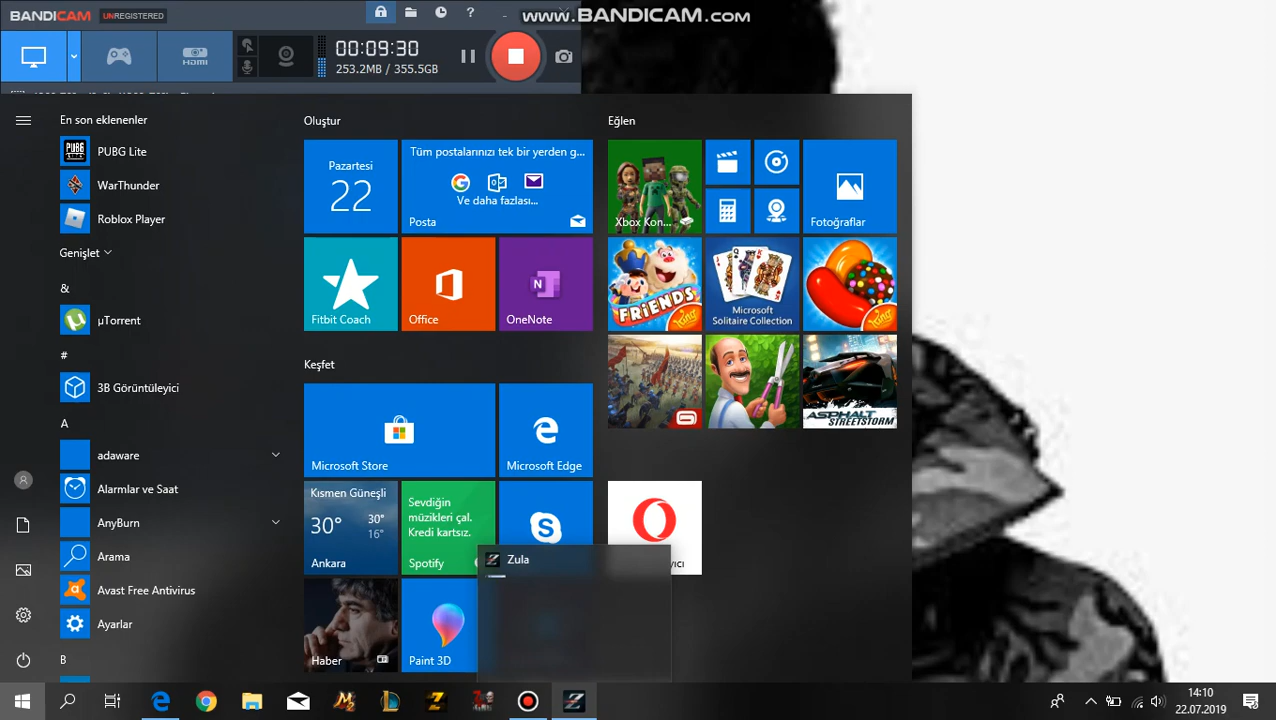 BANDICAM UNREGISTERED
www.BANDICAM.com
HDMI
00:09:30
253.2MB / 355.5GB
En son eklenenler
PUBG Lite
WarThunder
Roblox Player
Genişlet
&
µTorrent
#
3B Görüntüleyici
A
adaware
Alarmlar ve Saat
AnyBurn
Arama
Avast Free Antivirus
Ayarlar
B
Oluştur
Pazartesi
22
Tüm postalarınızı tek bir yerden g...
Ve daha fazlası...
Posta
Fitbit Coach
Office
OneNote
Keşfet
Microsoft Store
Microsoft Edge
Kısmen Güneşli
30°
30°
16°
Ankara
Sevdiğin
müzikleri çal.
Kredi kartsız.
Spotify
Haber
Paint 3D
Eğlen
Xbox Kon...
Fotoğraflar
FRIENDS
King
Microsoft
Solitaire Collection
King
ASPHALT
STREETSTORM
Zula
14:10
22.07.2019